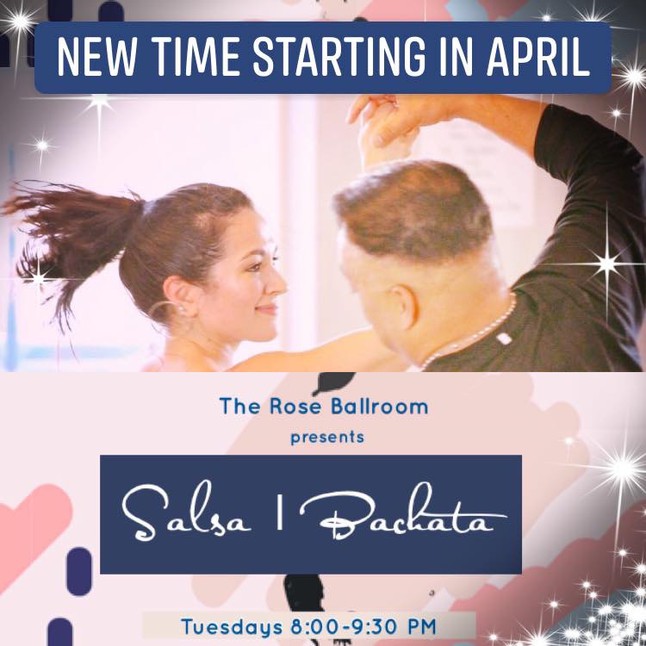 NEW TIME STARTING IN APRIL
The Rose Ballroom
presents
Salsa | Bachata
Tuesdays 8:00-9:30 PM